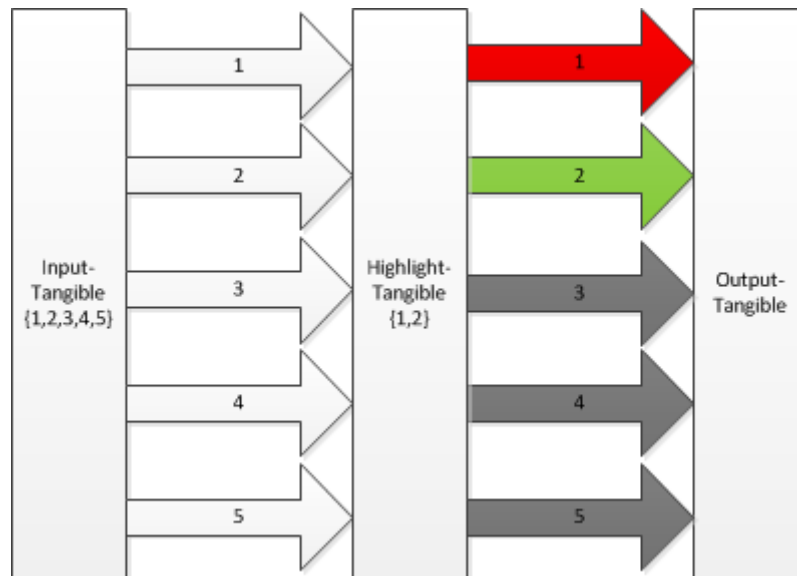 1
1
2
2
Input-
Tangible
{1,2,3,4,5}
3
Highlight-
Tangible
{1,2}
3
Output-
Tangible
4
4
5
5